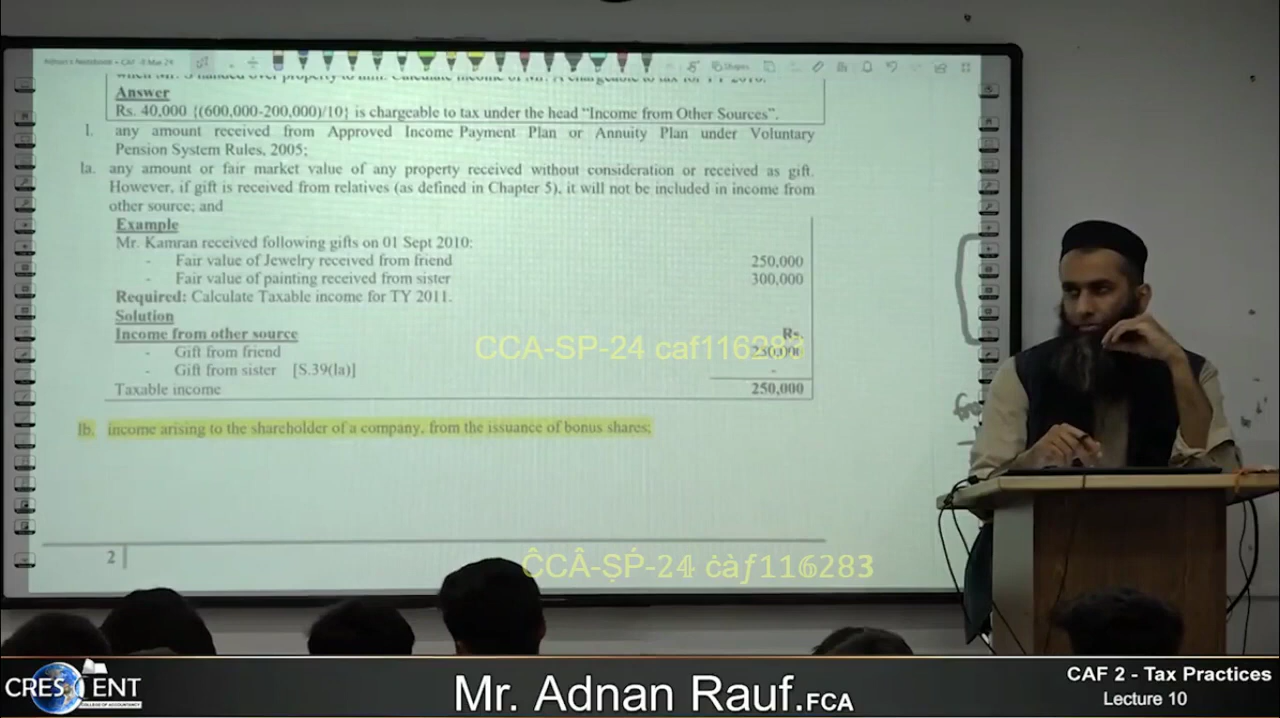 Answer
Rs. 40,000 {(600,000-200,000)/10} is chargeable to tax under the head "Income from Other Sources".
l. any amount received from Approved Income Payment Plan or Annuity Plan under Voluntary
Pension System Rules, 2005;
la. any amount or fair market value of any property received without consideration or received as gift.
However, if gift is received from relatives (as defined in Chapter 5), it will not be included in income from
other source; and
Example
Mr. Kamran received following gifts on 01 Sept 2010:
- Fair value of Jewelry received from friend 250,000
- Fair value of painting received from sister 300,000
Required: Calculate Taxable income for TY 2011.
Solution
Income from other source Rs.
- Gift from friend 250,000
- Gift from sister [S.39(la)] -
Taxable income 250,000
CCA-SP-24 caf116283
lb. income arising to the shareholder of a company, from the issuance of bonus shares;
2
ĈCÂ-ṢṔ-24 ċàƒ116283
CRESCENT
COLLEGE OF ACCOUNTANCY
Mr. Adnan Rauf.FCA
CAF 2 - Tax Practices
Lecture 10